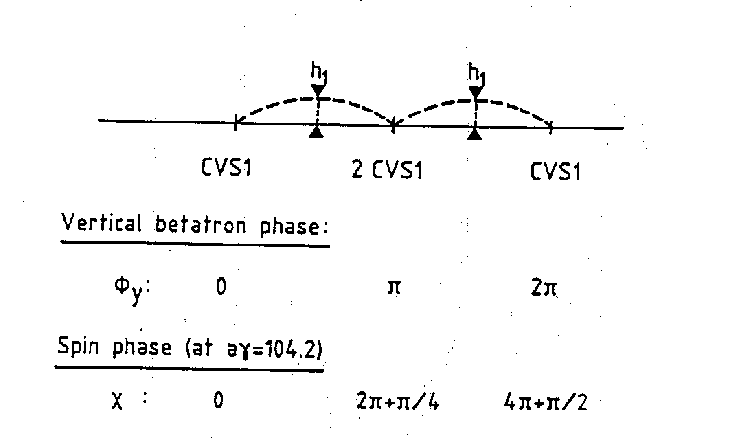 h₁ h₁
CVS1 2 CVS1 CVS1
Vertical betatron phase:
Φy: 0 π 2π
Spin phase (at aγ=104.2)
χ : 0 2π+π/4 4π+π/2